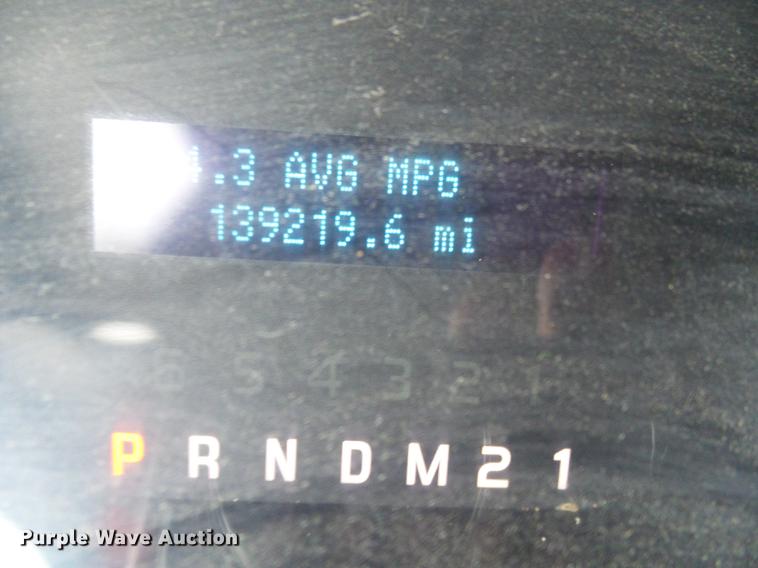 .3 AVG MPG
139219.6 mi
6 5 4 3 2 1
P R N D M 2 1
Purple Wave Auction